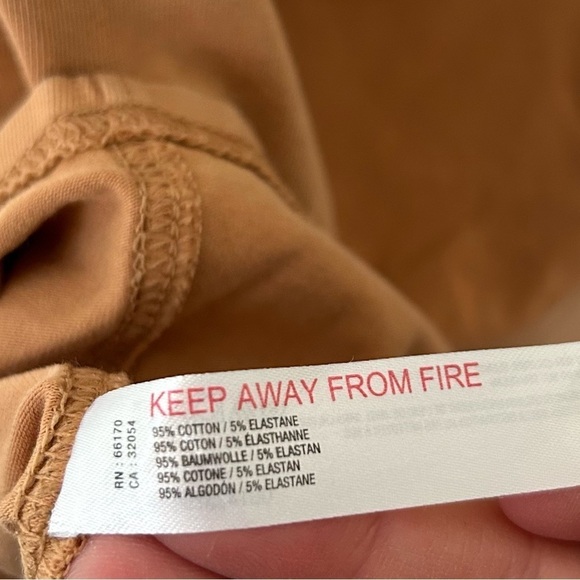 KEEP AWAY FROM FIRE
95% COTTON / 5% ELASTANE
95% COTON / 5% ÉLASTHANNE
95% BAUMWOLLE / 5% ELASTAN
95% COTONE / 5% ELASTAN
95% ALGODÓN / 5% ELASTANE
RN : 66170
CA : 32054